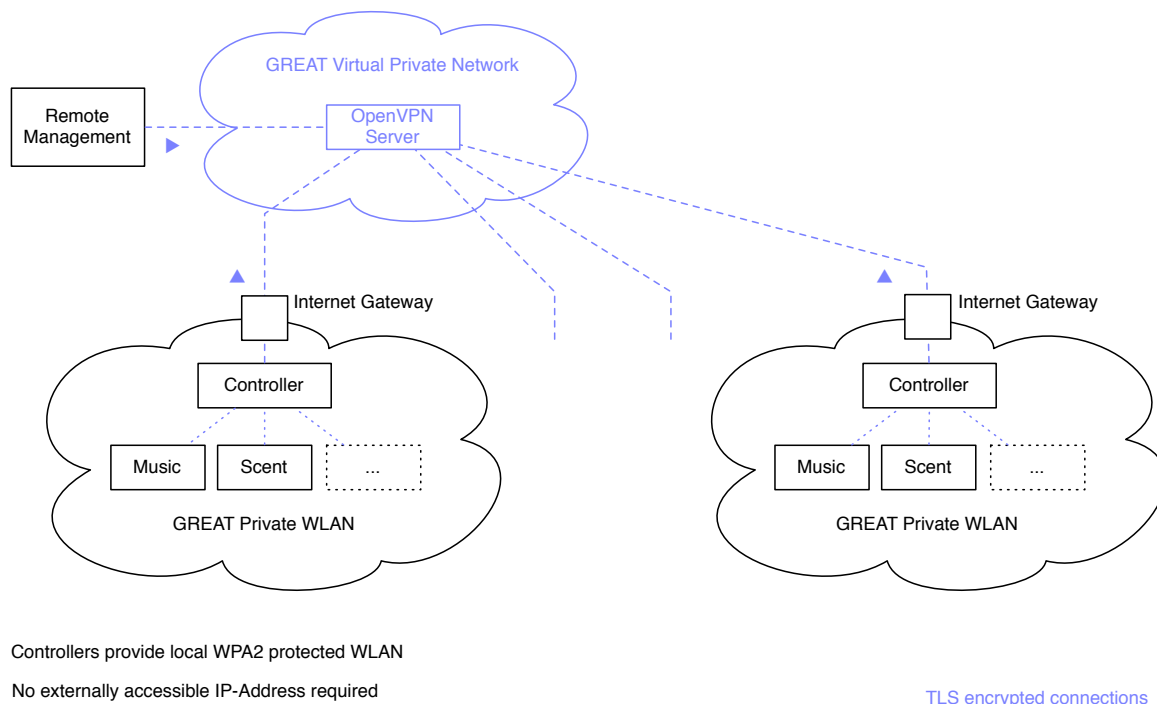 GREAT Virtual Private Network
Remote
Management
OpenVPN
Server
Internet Gateway
Internet Gateway
Controller
Controller
Music
Scent
...
Music
Scent
...
GREAT Private WLAN
GREAT Private WLAN
Controllers provide local WPA2 protected WLAN
No externally accessible IP-Address required
TLS encrypted connections